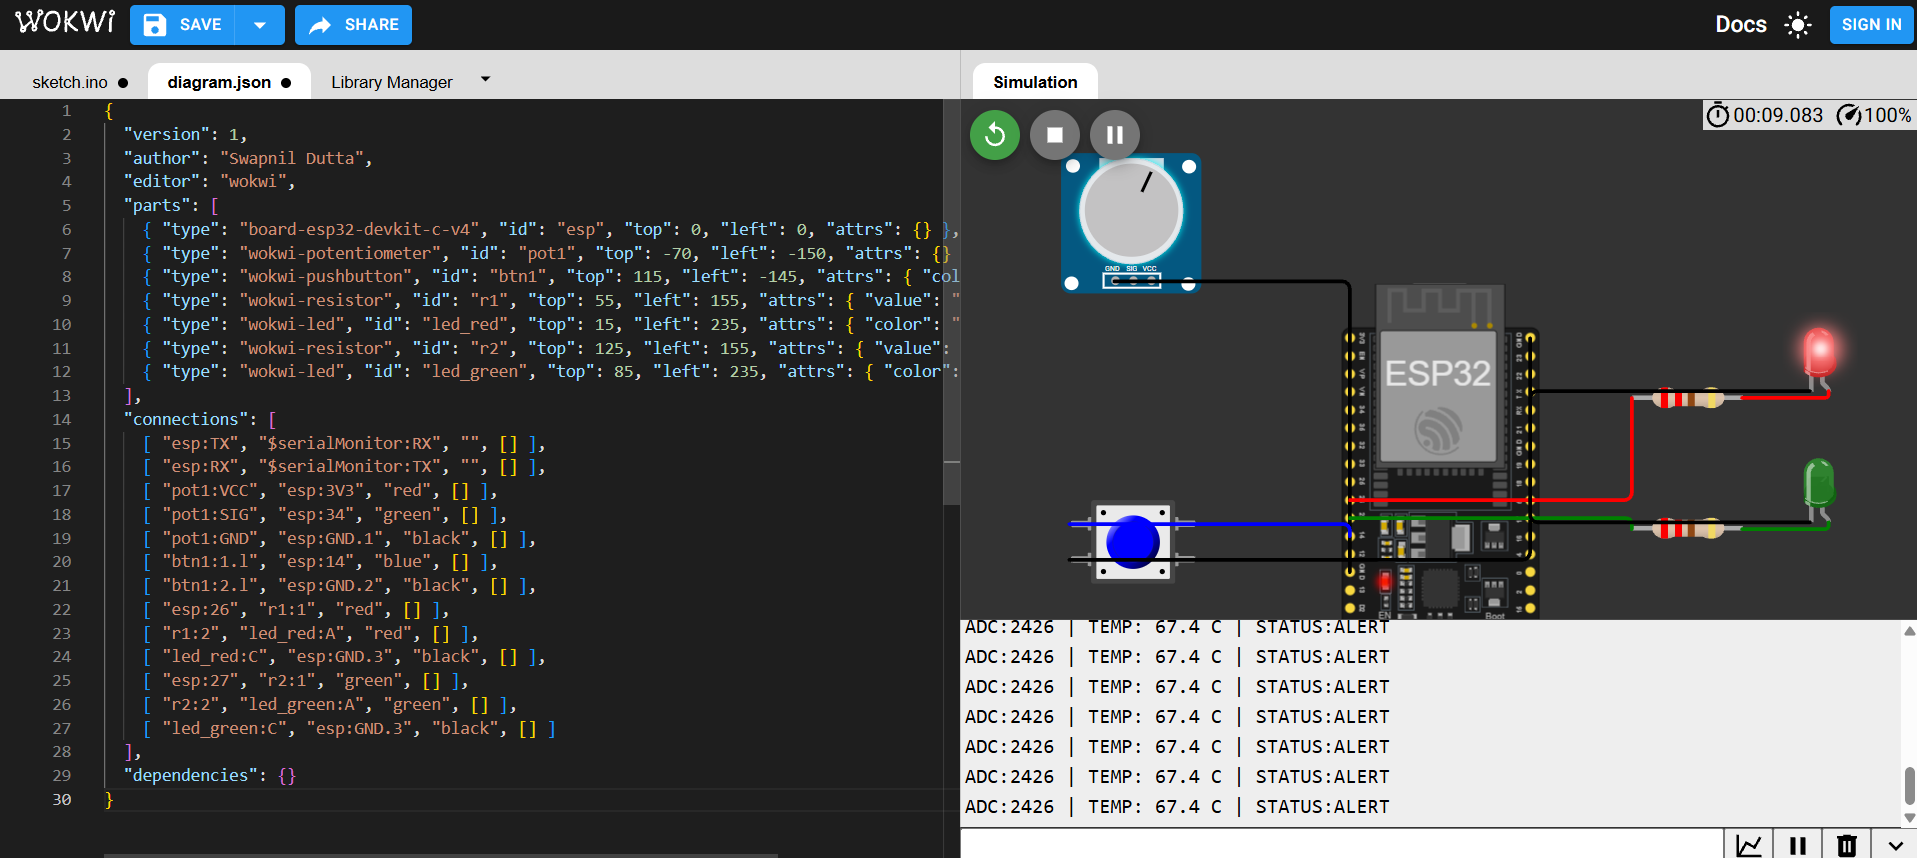 WOKWi
SAVE
SHARE
Docs
SIGN IN
sketch.ino ●
diagram.json ●
Library Manager
Simulation
1 {
2 "version": 1,
3 "author": "Swapnil Dutta",
4 "editor": "wokwi",
5 "parts": [
6 { "type": "board-esp32-devkit-c-v4", "id": "esp", "top": 0, "left": 0, "attrs": {} },
7 { "type": "wokwi-potentiometer", "id": "pot1", "top": -70, "left": -150, "attrs": {}
8 { "type": "wokwi-pushbutton", "id": "btn1", "top": 115, "left": -145, "attrs": { "col
9 { "type": "wokwi-resistor", "id": "r1", "top": 55, "left": 155, "attrs": { "value": "
10 { "type": "wokwi-led", "id": "led_red", "top": 15, "left": 235, "attrs": { "color": "
11 { "type": "wokwi-resistor", "id": "r2", "top": 125, "left": 155, "attrs": { "value":
12 { "type": "wokwi-led", "id": "led_green", "top": 85, "left": 235, "attrs": { "color":
13 ],
14 "connections": [
15 [ "esp:TX", "$serialMonitor:RX", "", [] ],
16 [ "esp:RX", "$serialMonitor:TX", "", [] ],
17 [ "pot1:VCC", "esp:3V3", "red", [] ],
18 [ "pot1:SIG", "esp:34", "green", [] ],
19 [ "pot1:GND", "esp:GND.1", "black", [] ],
20 [ "btn1:1.l", "esp:14", "blue", [] ],
21 [ "btn1:2.l", "esp:GND.2", "black", [] ],
22 [ "esp:26", "r1:1", "red", [] ],
23 [ "r1:2", "led_red:A", "red", [] ],
24 [ "led_red:C", "esp:GND.3", "black", [] ],
25 [ "esp:27", "r2:1", "green", [] ],
26 [ "r2:2", "led_green:A", "green", [] ],
27 [ "led_green:C", "esp:GND.3", "black", [] ]
28 ],
29 "dependencies": {}
30 }
00:09.083 100%
GND SIG VCC
ESP32
EN
Boot
ADC:2426 | TEMP: 67.4 C | STATUS:ALERT
ADC:2426 | TEMP: 67.4 C | STATUS:ALERT
ADC:2426 | TEMP: 67.4 C | STATUS:ALERT
ADC:2426 | TEMP: 67.4 C | STATUS:ALERT
ADC:2426 | TEMP: 67.4 C | STATUS:ALERT
ADC:2426 | TEMP: 67.4 C | STATUS:ALERT
ADC:2426 | TEMP: 67.4 C | STATUS:ALERT